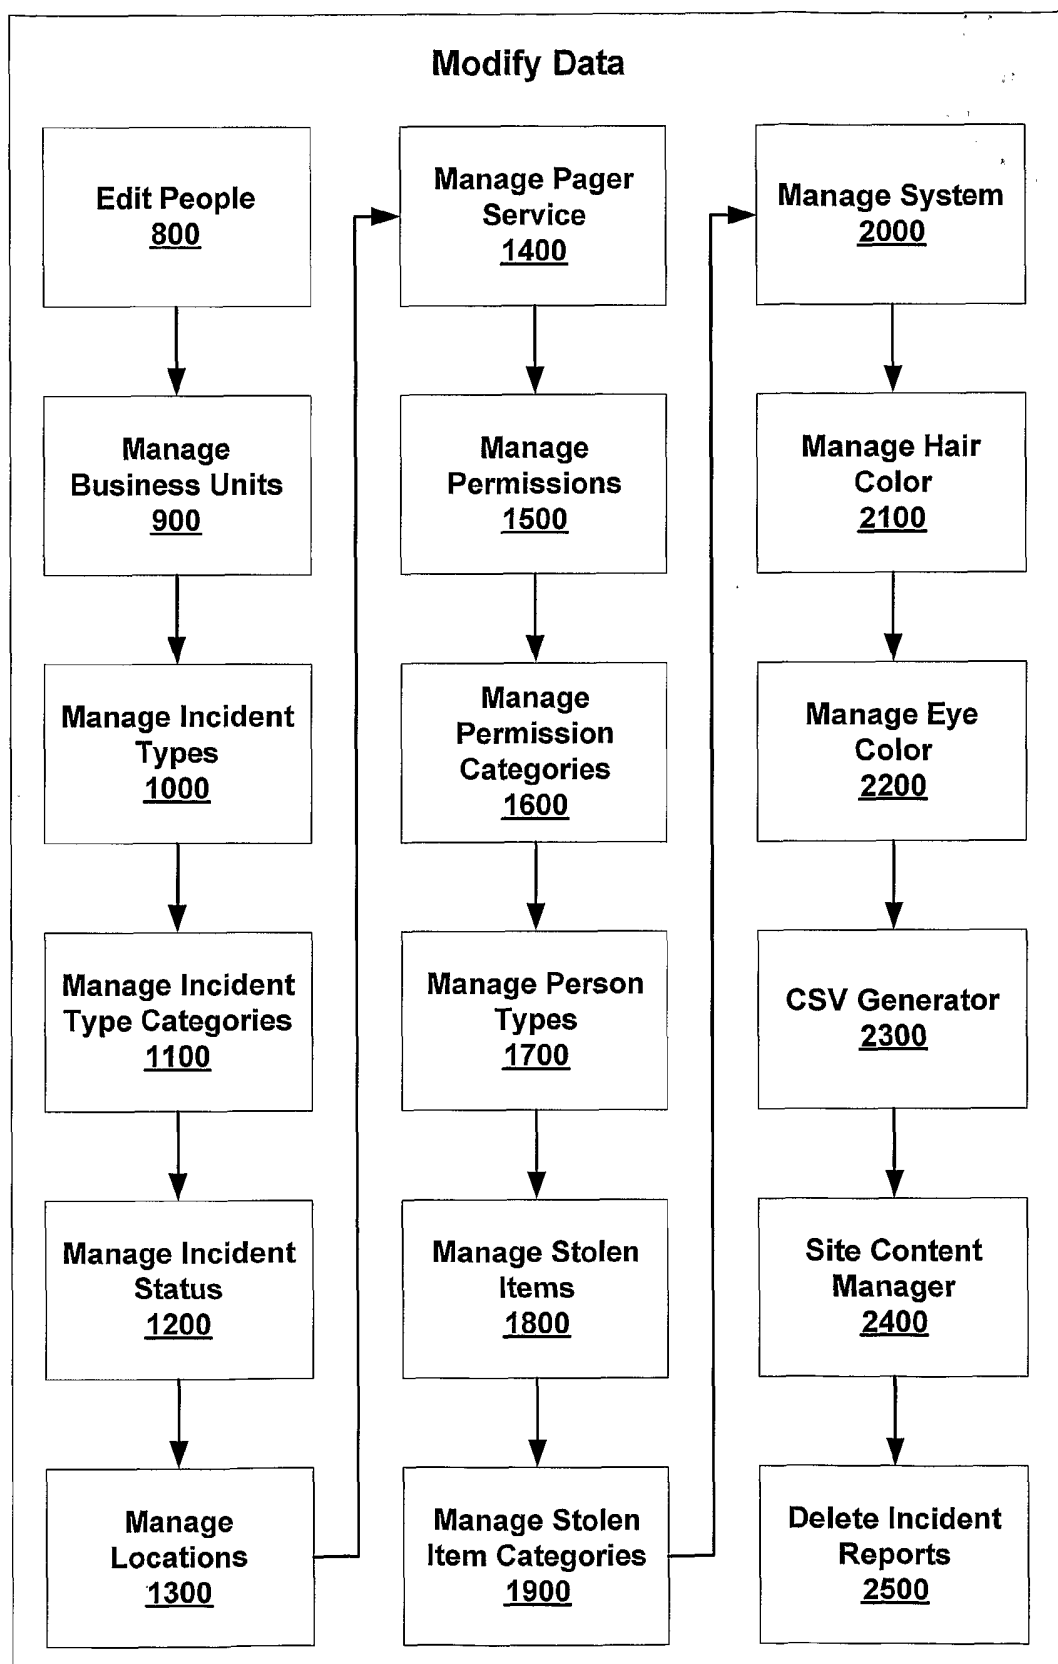 Modify Data
Edit People
800
Manage
Business Units
900
Manage Incident
Types
1000
Manage Incident
Type Categories
1100
Manage Incident
Status
1200
Manage
Locations
1300
Manage Pager
Service
1400
Manage
Permissions
1500
Manage
Permission
Categories
1600
Manage Person
Types
1700
Manage Stolen
Items
1800
Manage Stolen
Item Categories
1900
Manage System
2000
Manage Hair
Color
2100
Manage Eye
Color
2200
CSV Generator
2300
Site Content
Manager
2400
Delete Incident
Reports
2500